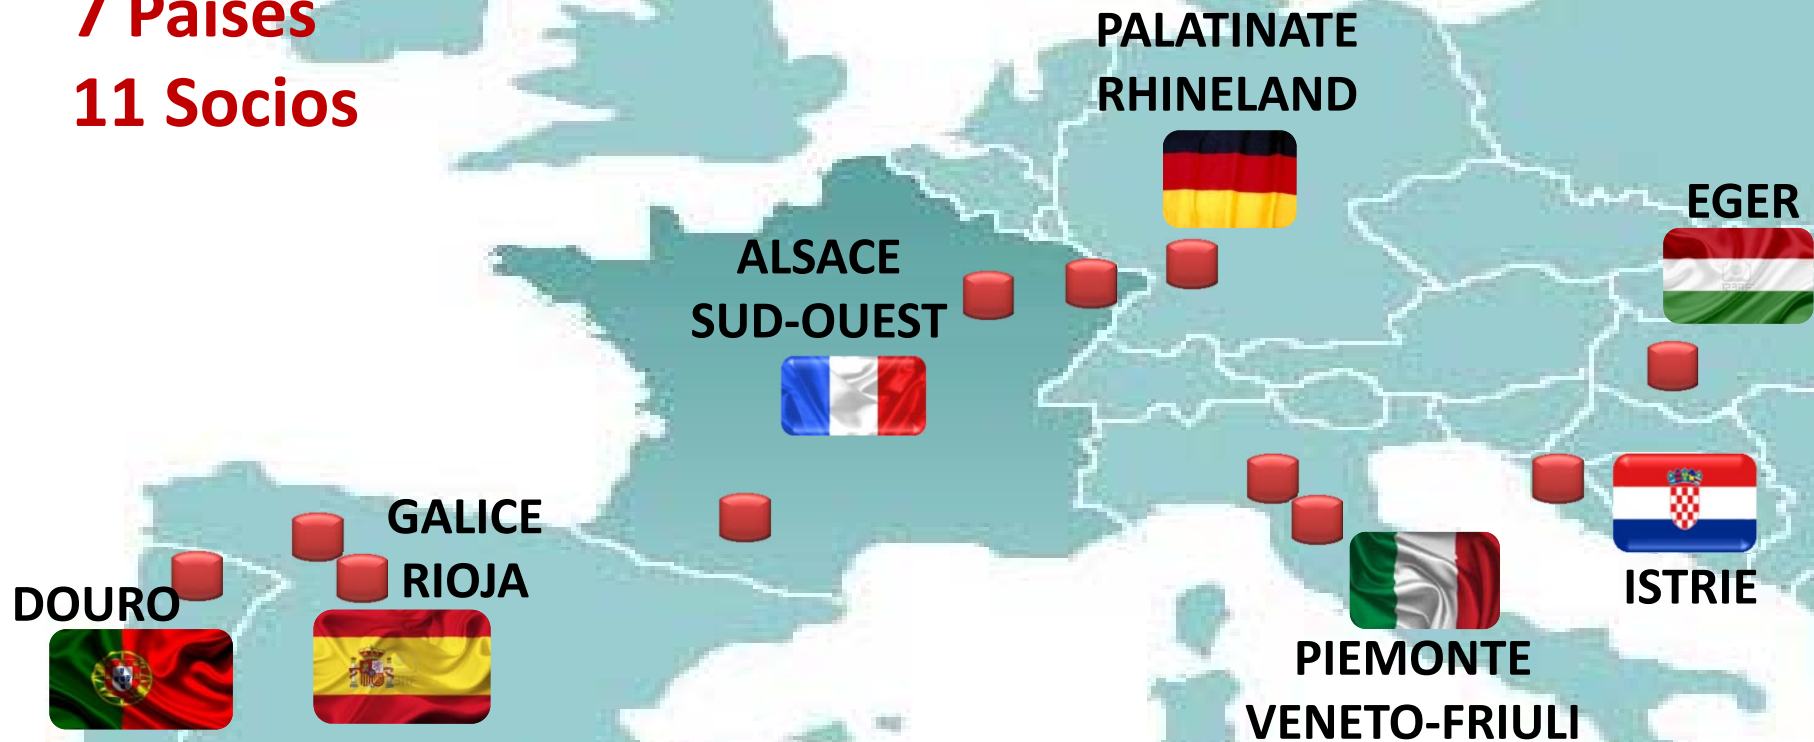 7 Países
11 Socios
PALATINATE
RHINELAND
EGER
ALSACE
SUD-OUEST
GALICE
RIOJA
DOURO
ISTRIE
PIEMONTE
VENETO-FRIULI